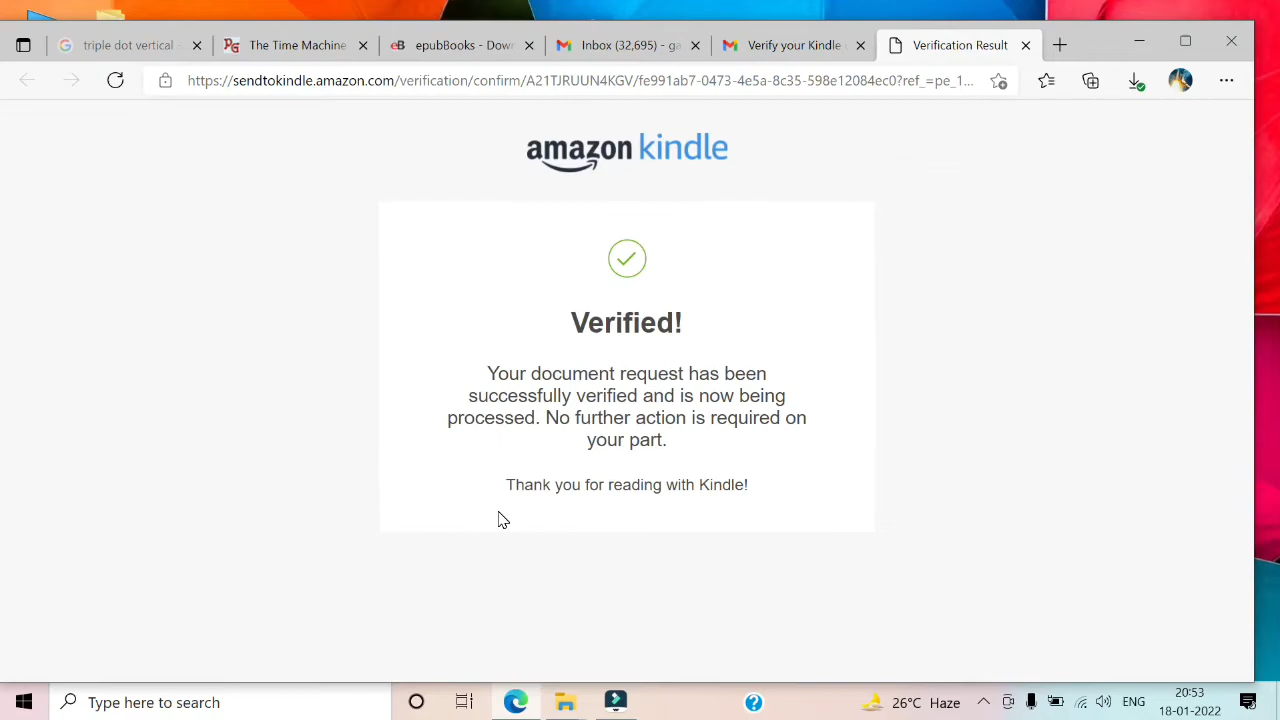 triple dot vertical
The Time Machine
epubBooks - Dow
Inbox (32,695) - ga
Verify your Kindle
Verification Result
https://sendtokindle.amazon.com/verification/confirm/A21TJRUUN4KGV/fe991ab7-0473-4e5a-8c35-598e12084ec0?ref_=pe_1...
amazon kindle
Verified!
Your document request has been
successfully verified and is now being
processed. No further action is required on
your part.
Thank you for reading with Kindle!
Type here to search
26°C Haze
ENG
20:53
18-01-2022